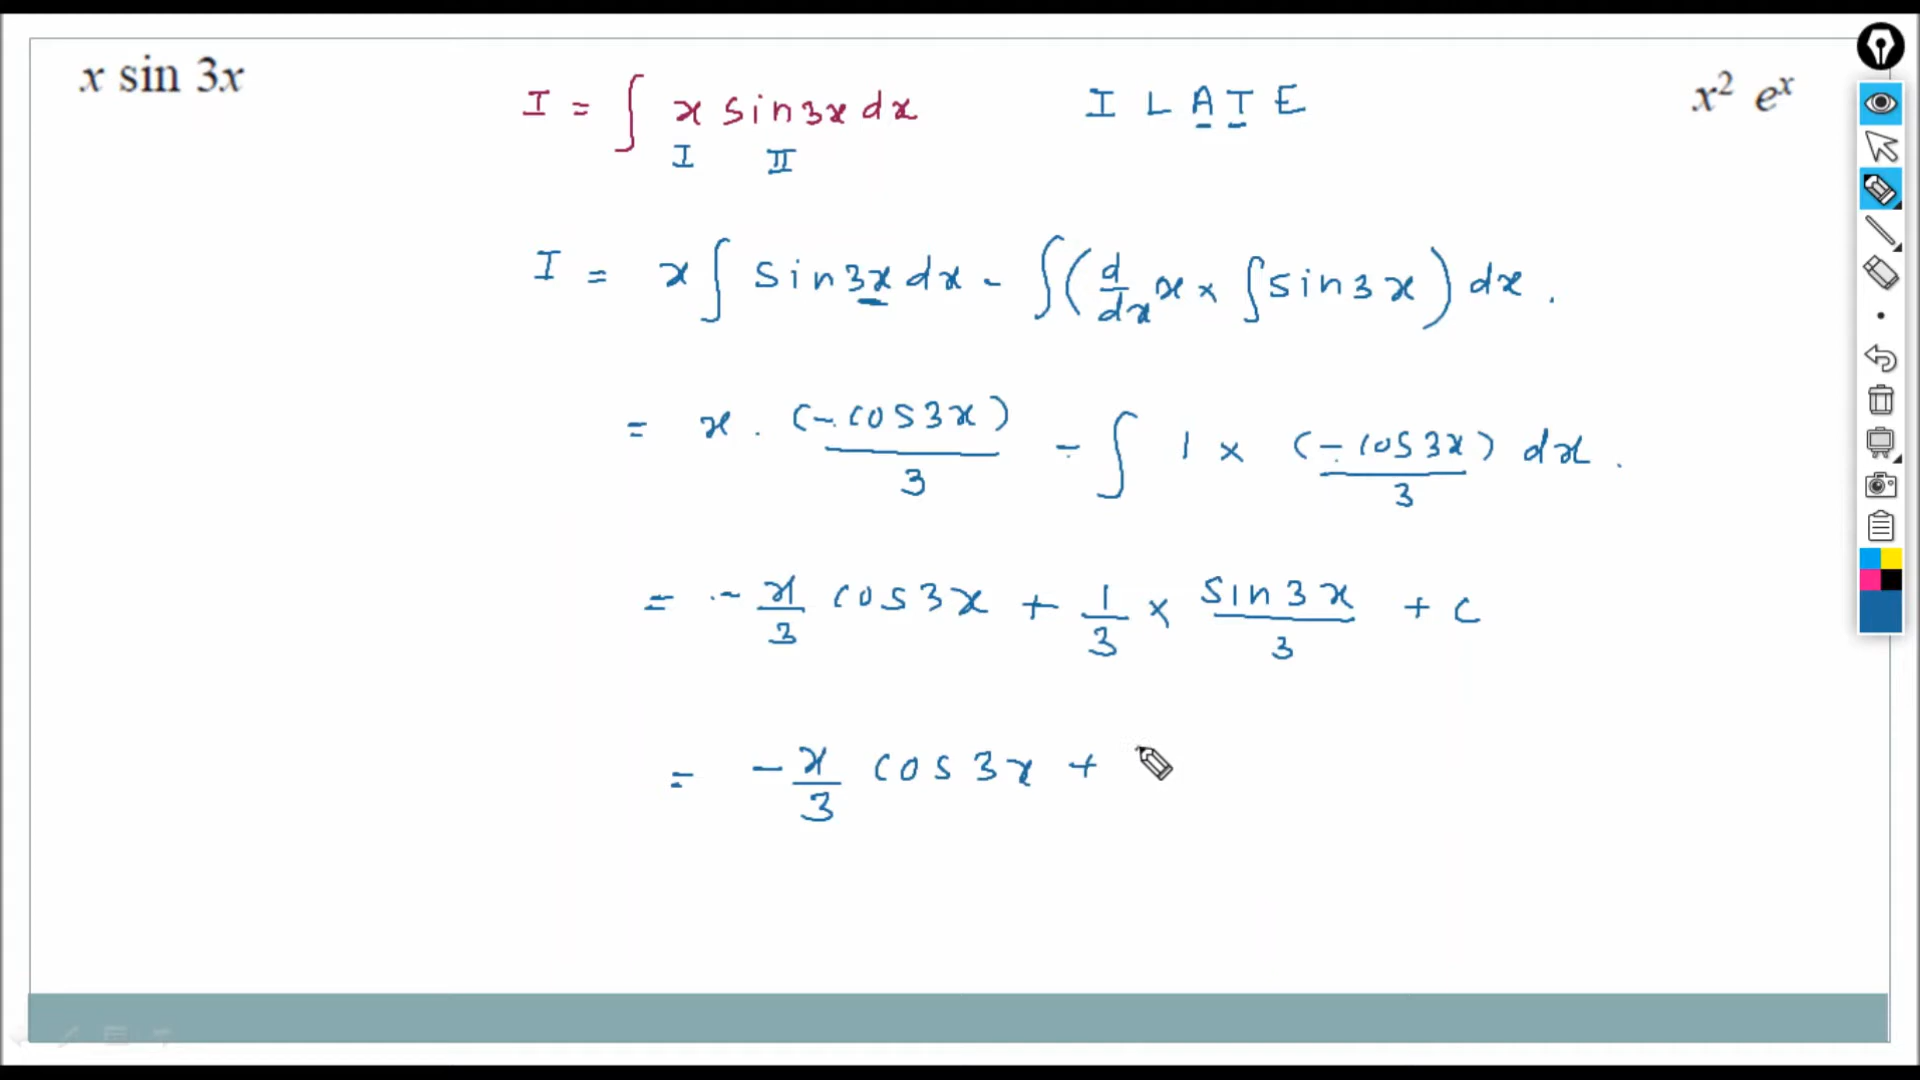 x sin 3x
x² eˣ
I = ∫ x sin3x dx
I II
I L A T E
I = x ∫ sin3x dx - ∫ ( d/dx x × ∫ sin3x ) dx .
= x . (-cos3x)/3 - ∫ 1 × (-cos3x)/3 dx .
= - x/3 cos3x + 1/3 × sin3x/3 + c
= - x/3 cos3x +